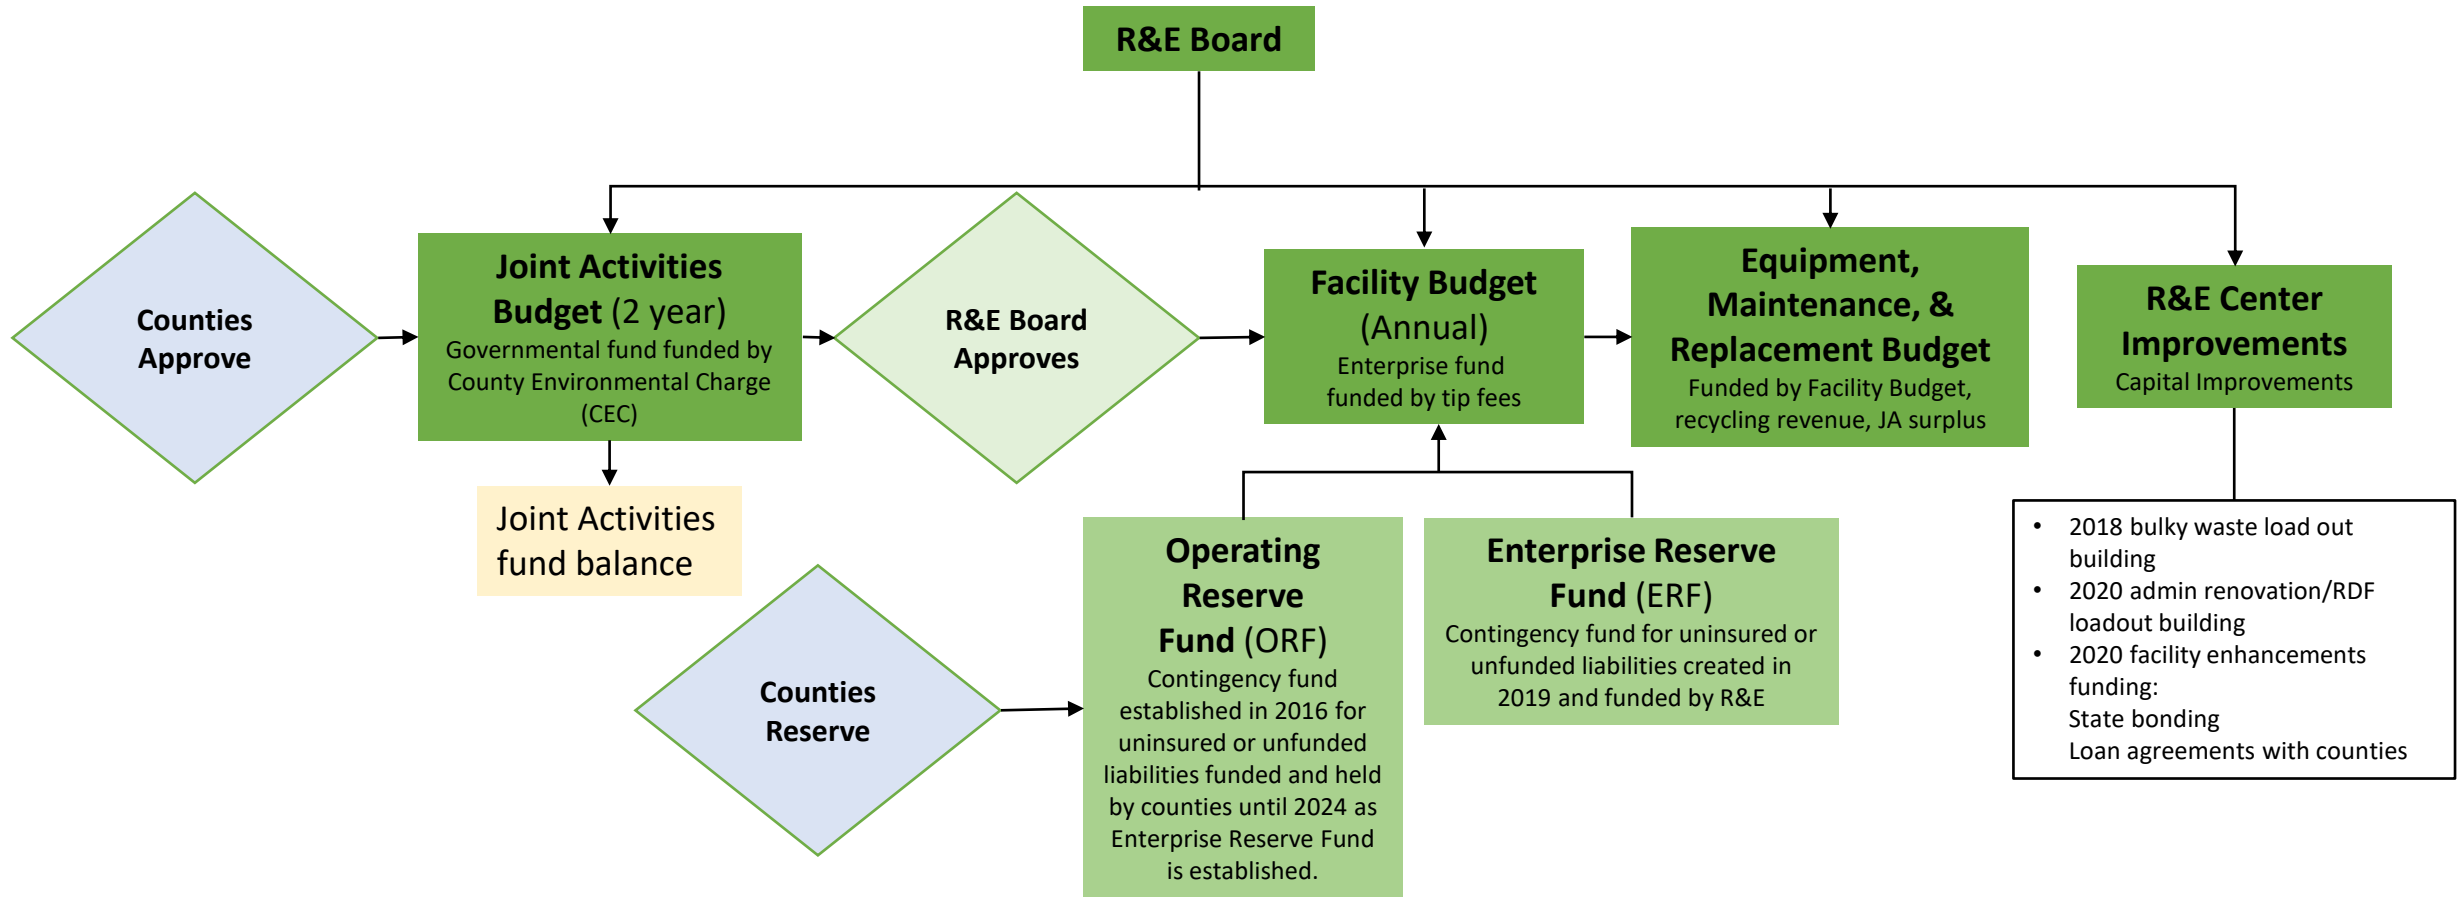 R&E Board
Counties
Approve
Joint Activities
Budget (2 year)
Governmental fund funded by
County Environmental Charge
(CEC)
R&E Board
Approves
Facility Budget
(Annual)
Enterprise fund
funded by tip fees
Equipment,
Maintenance, &
Replacement Budget
Funded by Facility Budget,
recycling revenue, JA surplus
R&E Center
Improvements
Capital Improvements
Joint Activities
fund balance
Counties
Reserve
Operating
Reserve
Fund (ORF)
Contingency fund
established in 2016 for
uninsured or unfunded
liabilities funded and held
by counties until 2024 as
Enterprise Reserve Fund
is established.
Enterprise Reserve
Fund (ERF)
Contingency fund for uninsured or
unfunded liabilities created in
2019 and funded by R&E
• 2018 bulky waste load out
building
• 2020 admin renovation/RDF
loadout building
• 2020 facility enhancements
funding:
State bonding
Loan agreements with counties